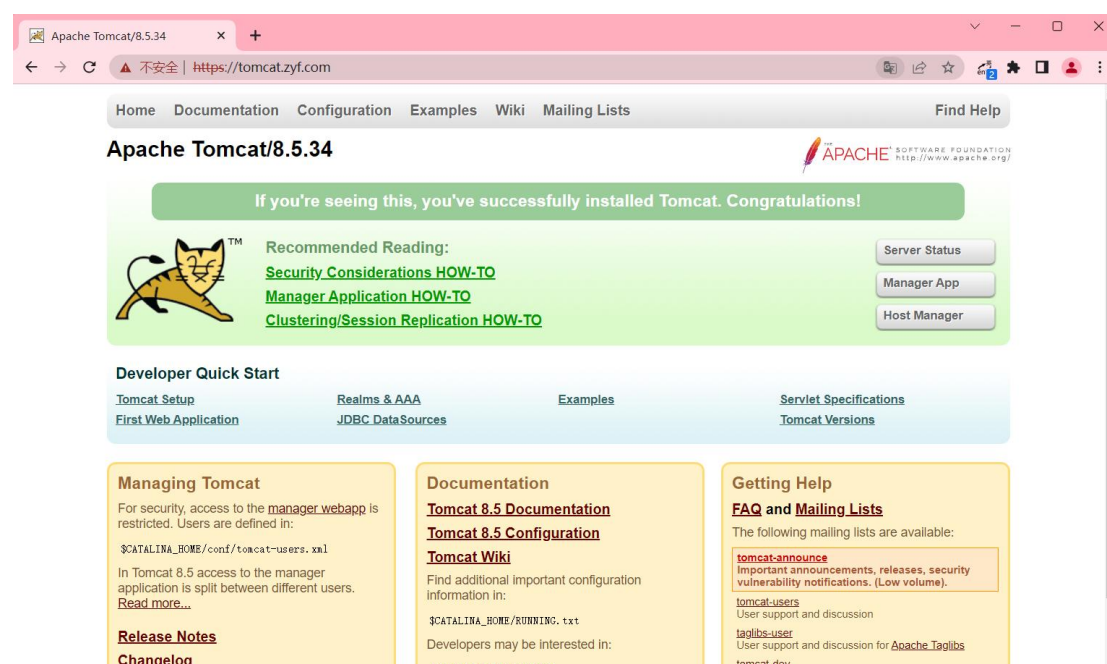 Apache Tomcat/8.5.34
不安全 | https://tomcat.zyf.com
2
Home Documentation Configuration Examples Wiki Mailing Lists Find Help
Apache Tomcat/8.5.34
THE APACHE® SOFTWARE FOUNDATION
http://www.apache.org/
If you're seeing this, you've successfully installed Tomcat. Congratulations!
TM
Recommended Reading:
Security Considerations HOW-TO
Manager Application HOW-TO
Clustering/Session Replication HOW-TO
Server Status
Manager App
Host Manager
Developer Quick Start
Tomcat Setup
First Web Application
Realms & AAA
JDBC DataSources
Examples
Servlet Specifications
Tomcat Versions
Managing Tomcat
For security, access to the manager webapp is
restricted. Users are defined in:
$CATALINA_HOME/conf/tomcat-users.xml
In Tomcat 8.5 access to the manager
application is split between different users.
Read more...
Release Notes
Changelog
Documentation
Tomcat 8.5 Documentation
Tomcat 8.5 Configuration
Tomcat Wiki
Find additional important configuration
information in:
$CATALINA_HOME/RUNNING.txt
Developers may be interested in:
Getting Help
FAQ and Mailing Lists
The following mailing lists are available:
tomcat-announce
Important announcements, releases, security
vulnerability notifications. (Low volume).
tomcat-users
User support and discussion
taglibs-user
User support and discussion for Apache Taglibs
tomcat-dev